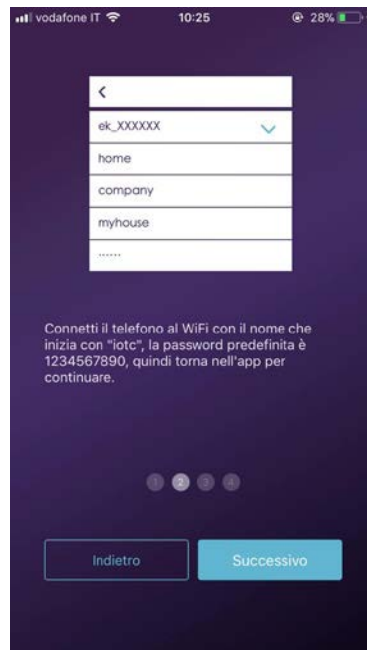 vodafone IT 10:25 28%
ek_XXXXXX
home
company
myhouse
......
Connetti il telefono al WiFi con il nome che
inizia con "iotc", la password predefinita è
1234567890, quindi torna nell'app per
continuare.
1 2 3 4
Indietro Successivo